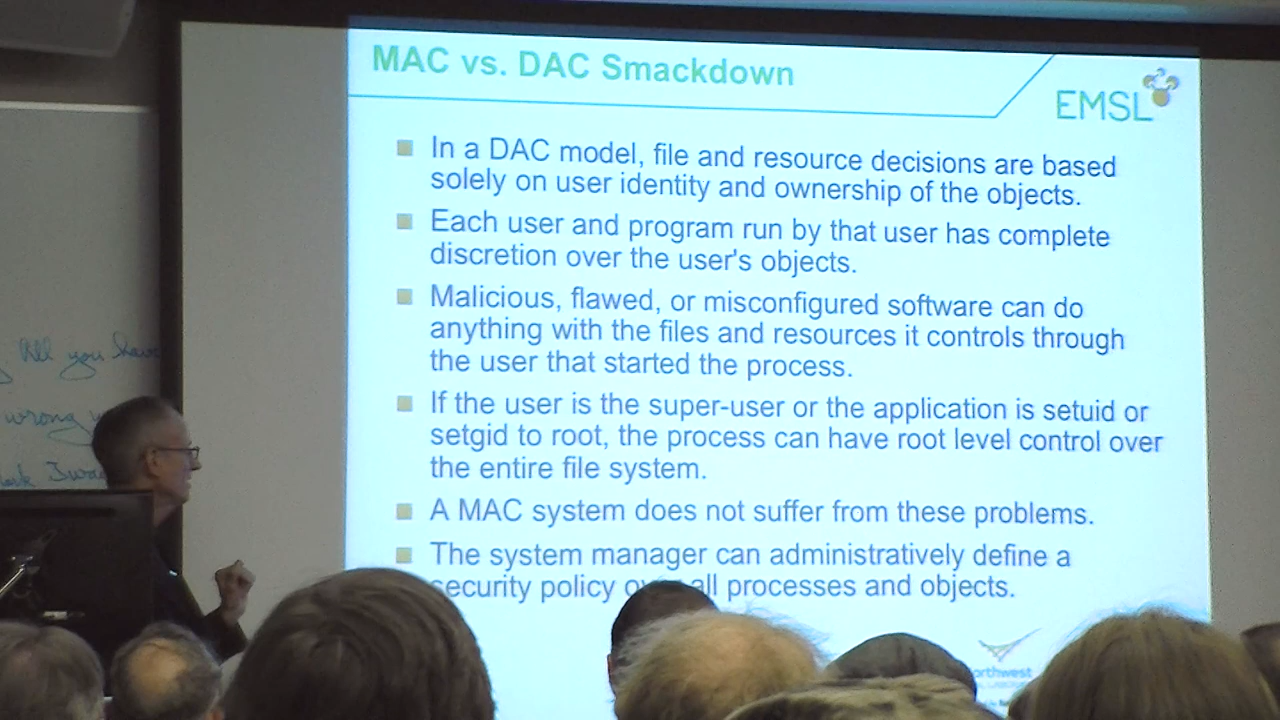 MAC vs. DAC Smackdown
EMSL
In a DAC model, file and resource decisions are based
solely on user identity and ownership of the objects.
Each user and program run by that user has complete
discretion over the user's objects.
Malicious, flawed, or misconfigured software can do
anything with the files and resources it controls through
the user that started the process.
If the user is the super-user or the application is setuid or
setgid to root, the process can have root level control over
the entire file system.
A MAC system does not suffer from these problems.
The system manager can administratively define a
security policy all processes and objects.
All you have
wrong